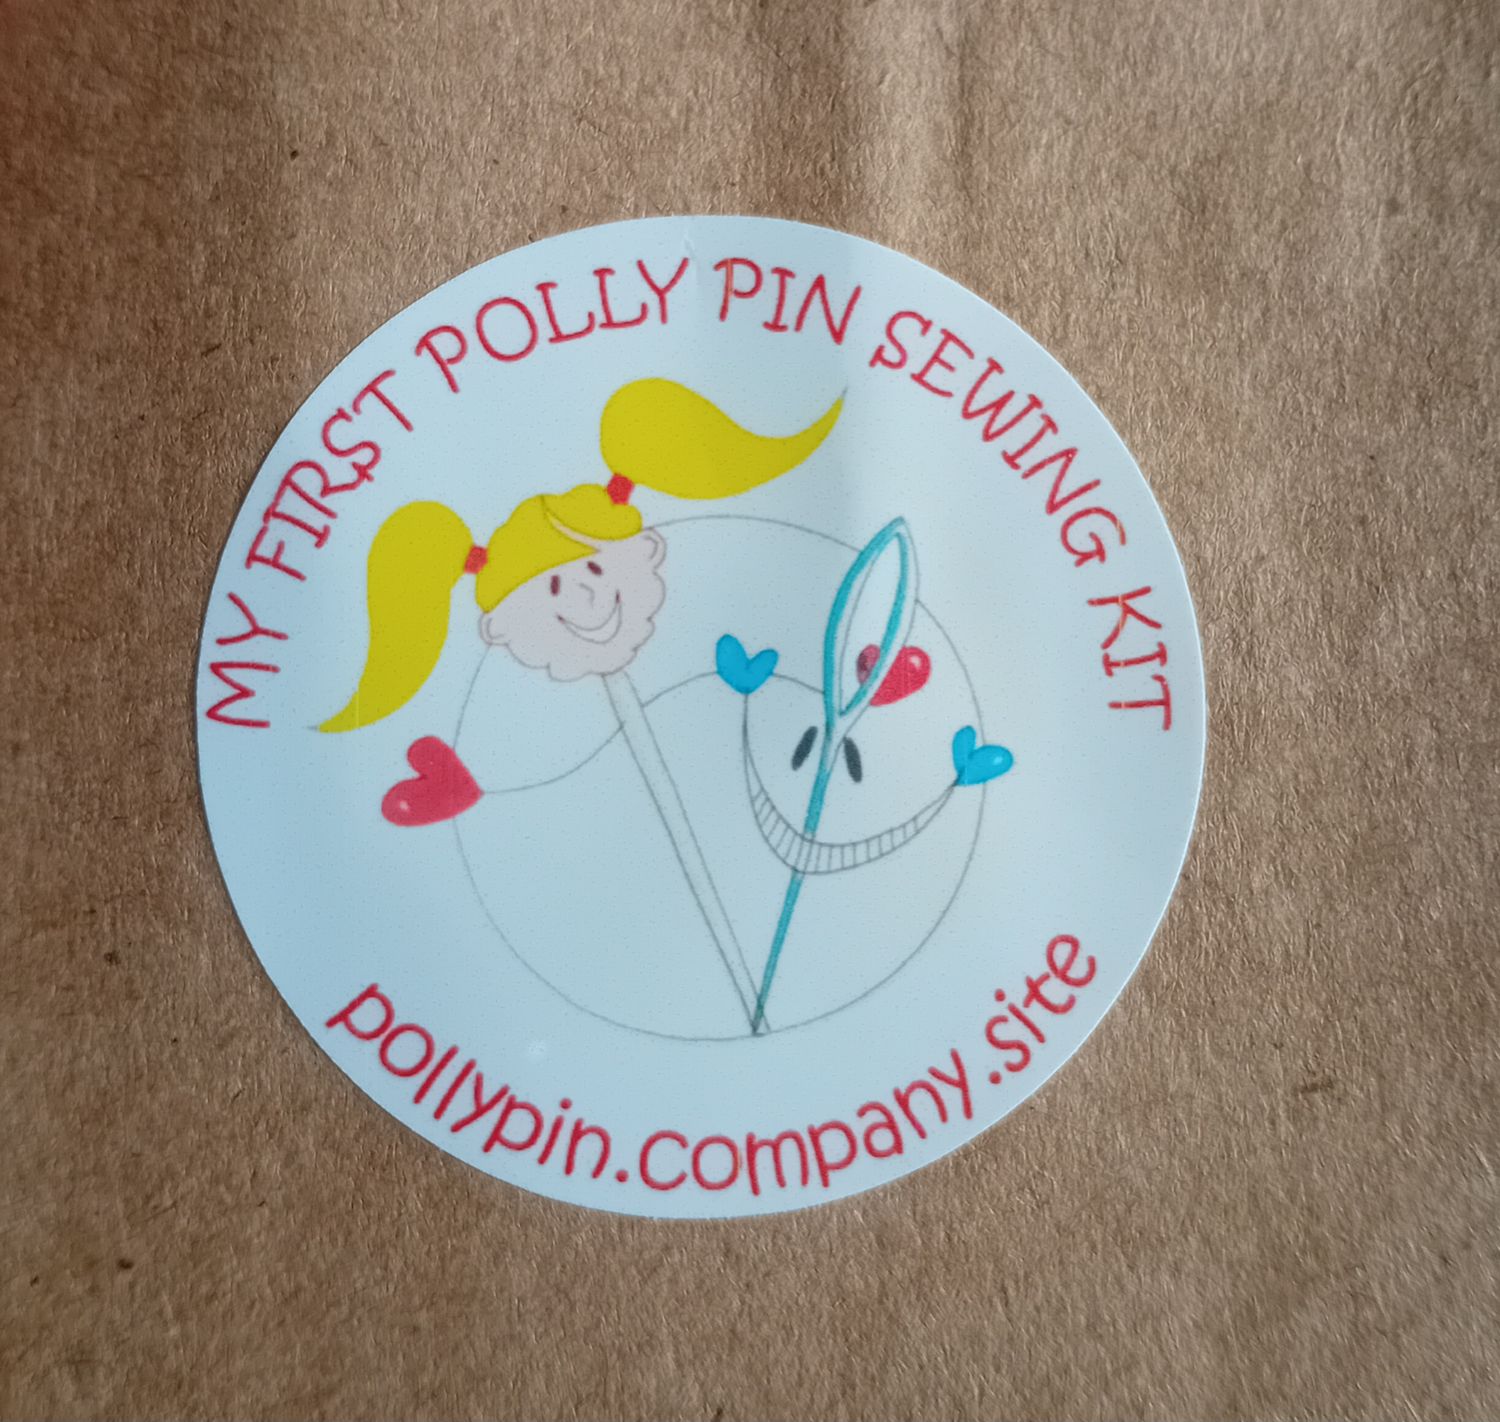 MY FIRST POLLY PIN SEWING KIT
pollypin.company.site